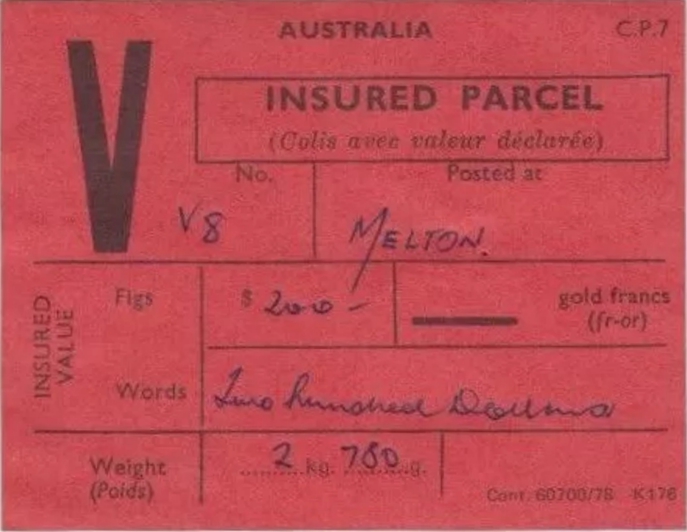 AUSTRALIA C.P.7
V
INSURED PARCEL
(Colis avec valeur déclarée)
No. Posted at
V8 MELTON.
INSURED VALUE
Figs $ 200 — gold francs
(fr-or)
Words Two hundred Dollars
Weight 2 kg. 780 g.
(Poids)
Cont. 60700/78 K176